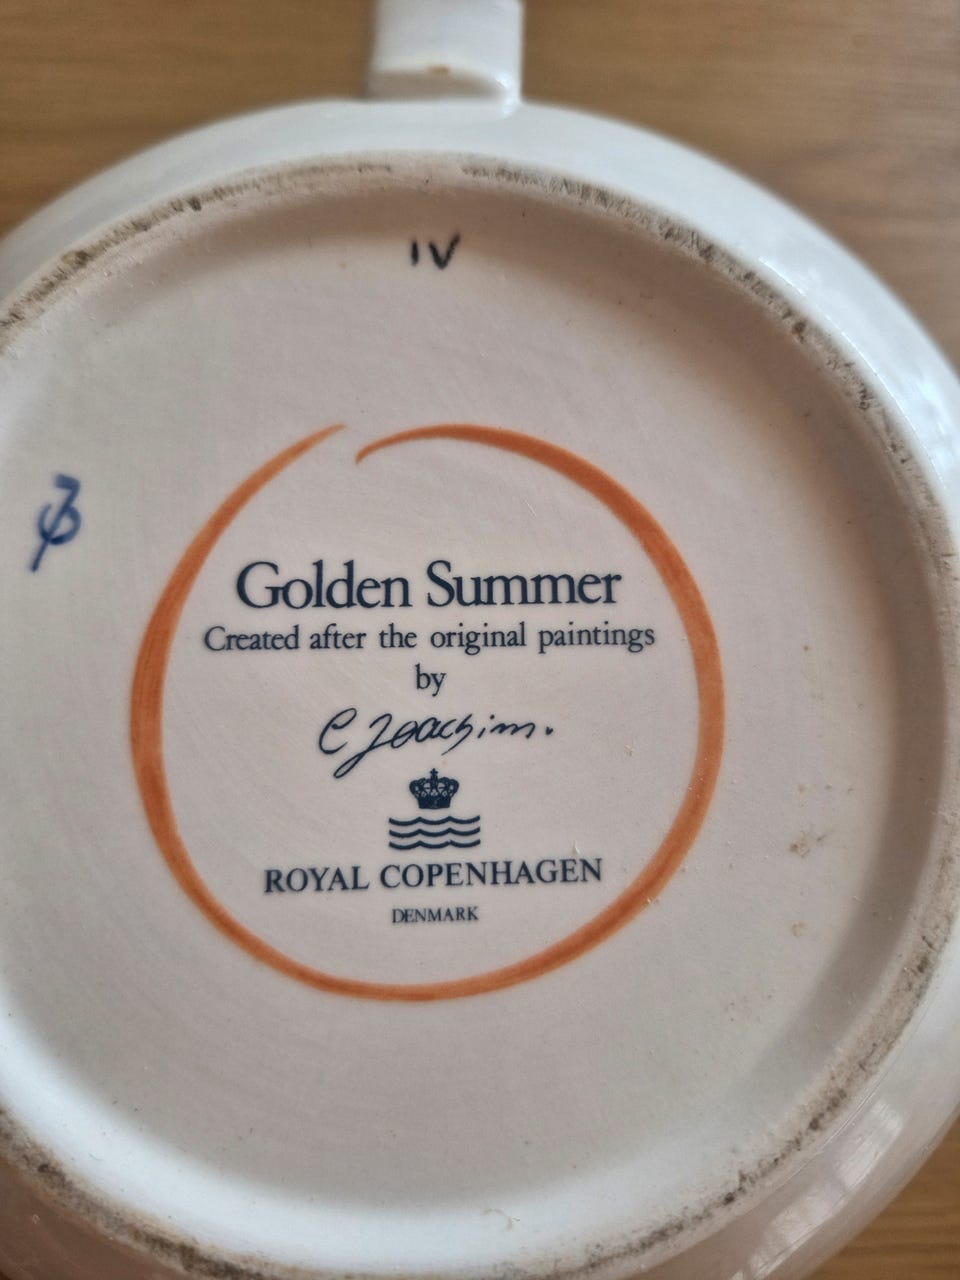 IV
Golden Summer
Created after the original paintings
by
C Joachim.
ROYAL COPENHAGEN
DENMARK